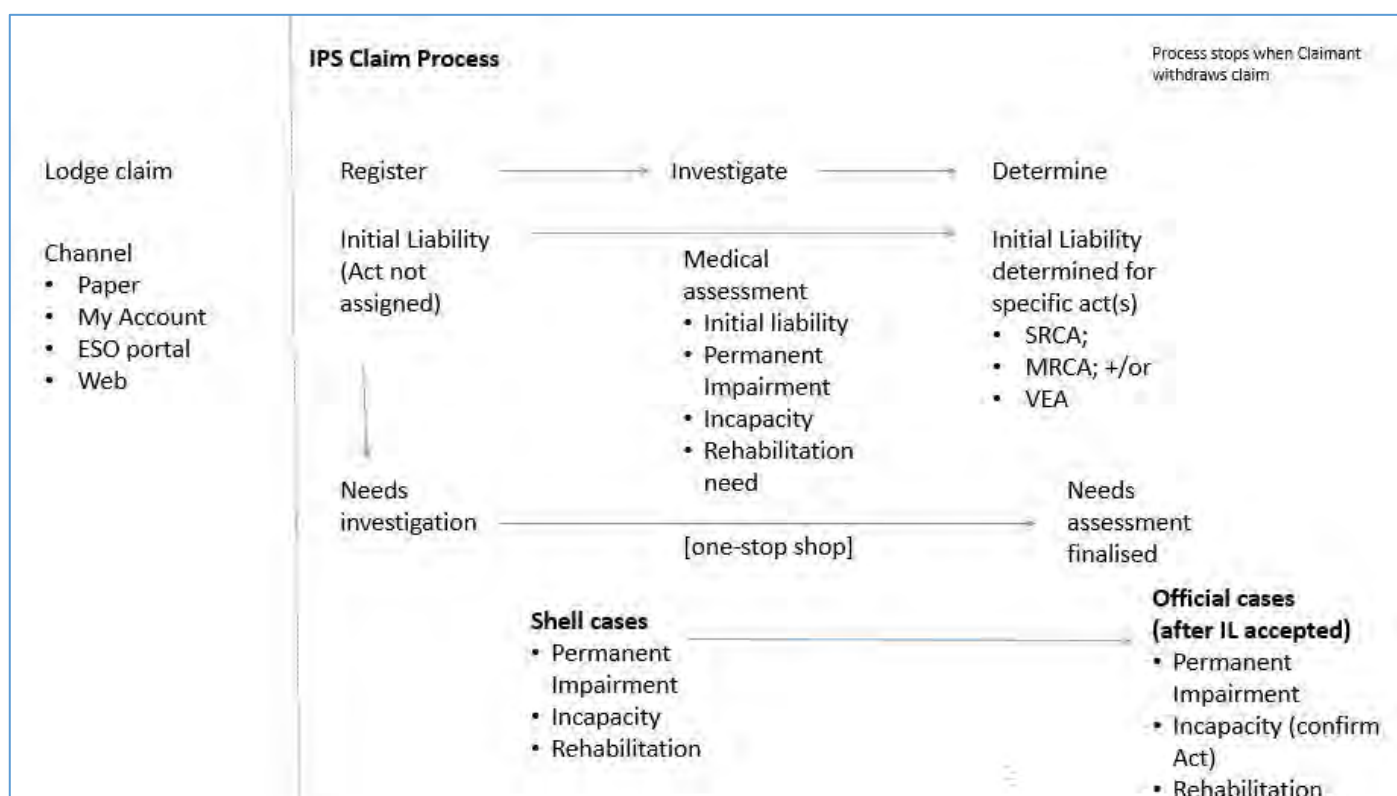 IPS Claim Process
Process stops when Claimant
withdraws claim
Lodge claim
Register
Investigate
Determine
Channel
• Paper
• My Account
• ESO portal
• Web
Initial Liability
(Act not
assigned)
Medical
assessment
• Initial liability
• Permanent
Impairment
• Incapacity
• Rehabilitation
need
Initial Liability
determined for
specific act(s)
• SRCA;
• MRCA; +/or
• VEA
Needs
investigation
[one-stop shop]
Needs
assessment
finalised
Shell cases
• Permanent
Impairment
• Incapacity
• Rehabilitation
Official cases
(after IL accepted)
• Permanent
Impairment
• Incapacity (confirm
Act)
• Rehabilitation